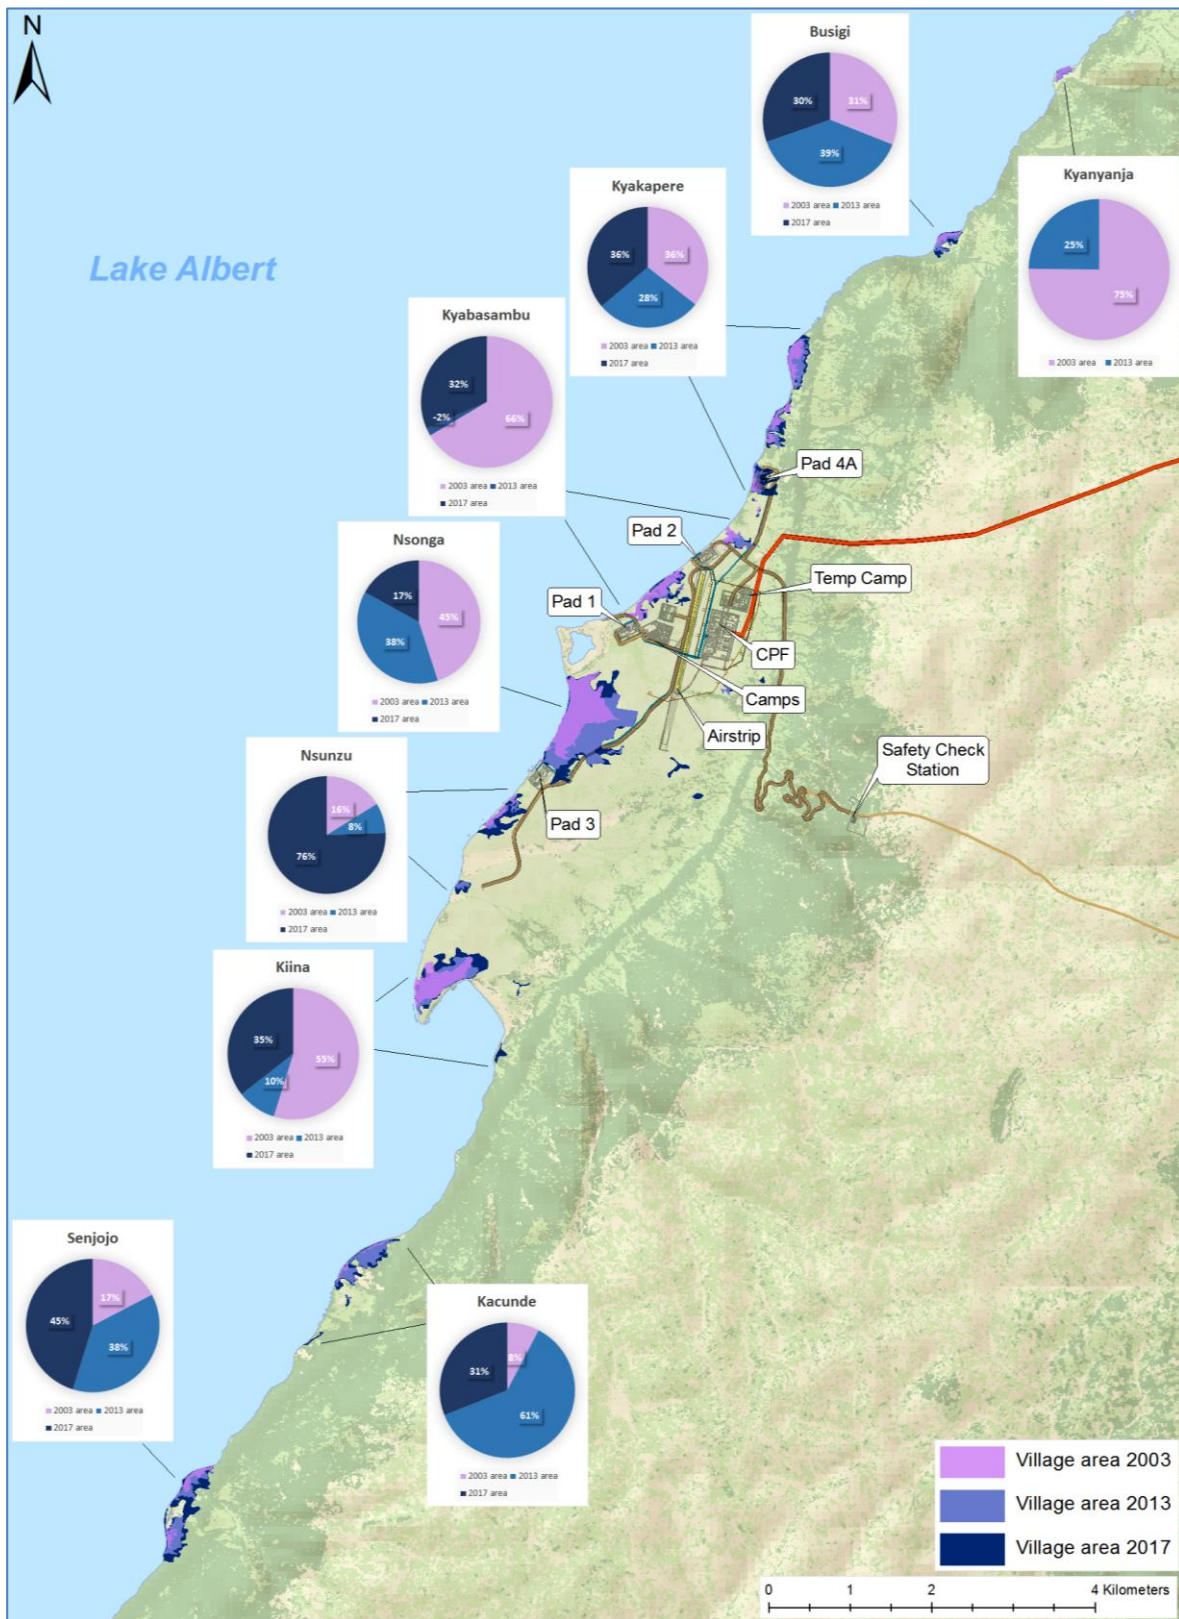 N
Lake Albert
Busigi
30%
31%
39%
2003 area 2013 area
2017 area
Kyanyanja
25%
75%
2003 area 2013 area
Kyakapere
36%
36%
28%
2003 area 2013 area
2017 area
Kyabasambu
32%
-2%
66%
2003 area 2013 area
2017 area
Nsonga
17%
45%
38%
2003 area 2013 area
2017 area
Nsunzu
16%
8%
76%
2003 area 2013 area
2017 area
Kiina
35%
55%
10%
2003 area 2013 area
2017 area
Senjojo
17%
45%
38%
2003 area 2013 area
2017 area
Kacunde
8%
31%
61%
2003 area 2013 area
2017 area
Pad 4A
Pad 2
Temp Camp
Pad 1
CPF
Camps
Airstrip
Safety Check
Station
Pad 3
Village area 2003
Village area 2013
Village area 2017
0 1 2 4 Kilometers